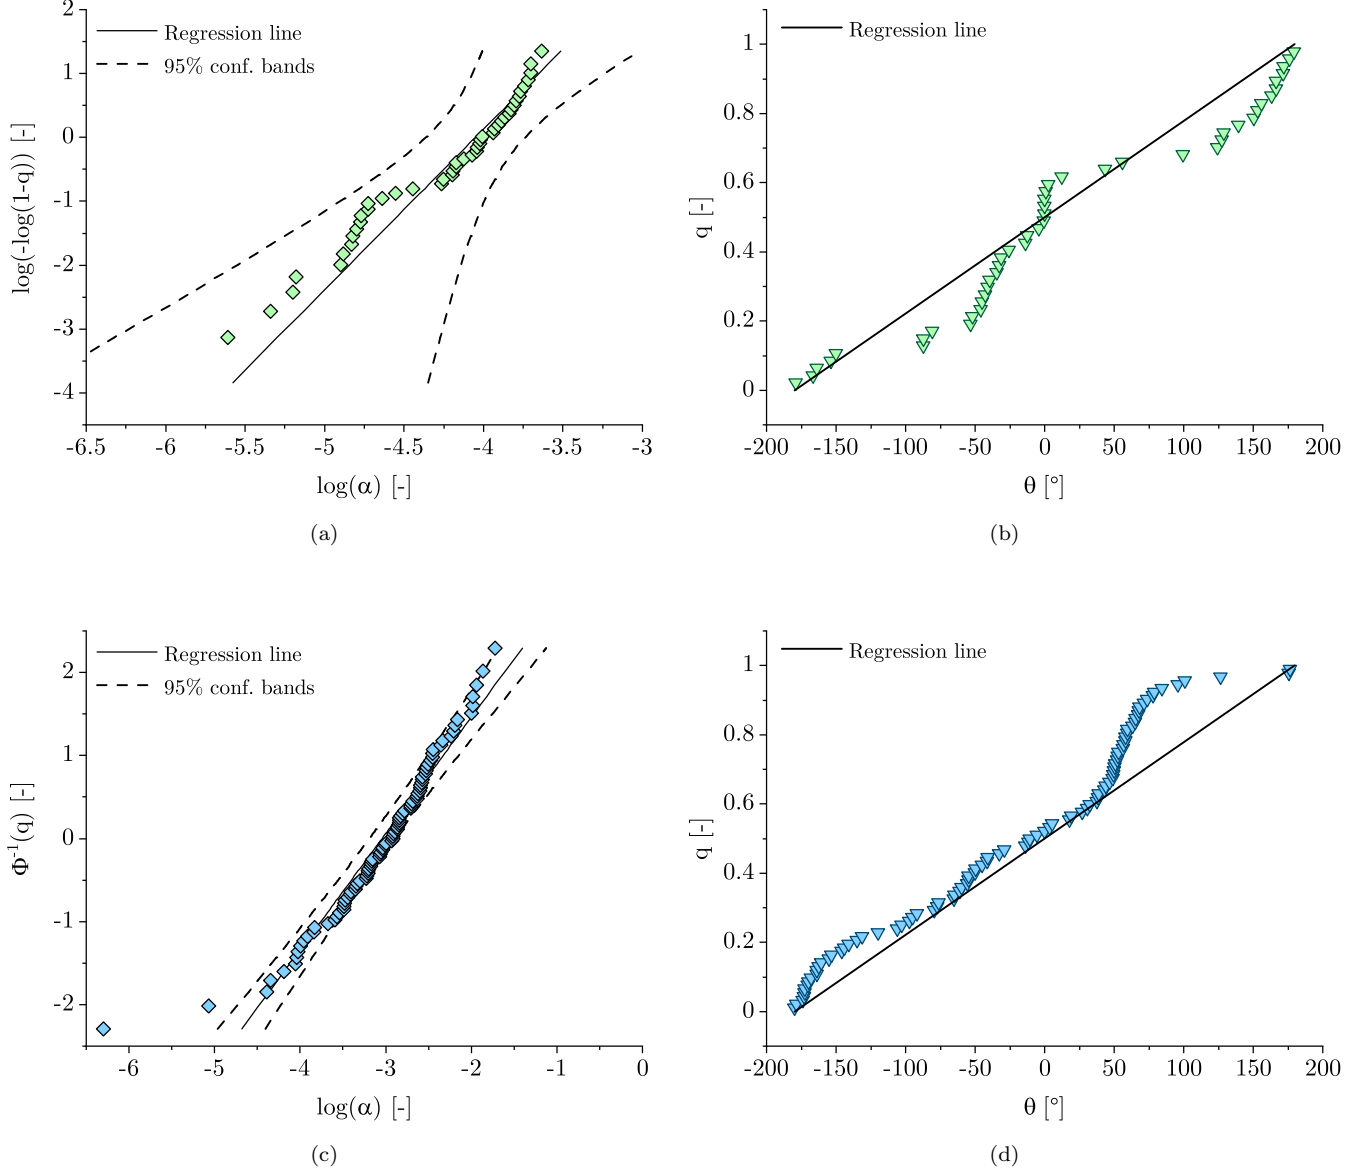 2
1
0
-1
-2
-3
-4
log(-log(1-q)) [-]
Regression line
95% conf. bands
-6.5 -6 -5.5 -5 -4.5 -4 -3.5 -3
log(α) [-]
(a)
1
0.8
0.6
0.4
0.2
0
q [-]
Regression line
-200 -150 -100 -50 0 50 100 150 200
θ [°]
(b)
2
1
0
-1
-2
Φ-1(q) [-]
Regression line
95% conf. bands
-6 -5 -4 -3 -2 -1 0
log(α) [-]
(c)
1
0.8
0.6
0.4
0.2
0
q [-]
Regression line
-200 -150 -100 -50 0 50 100 150 200
θ [°]
(d)